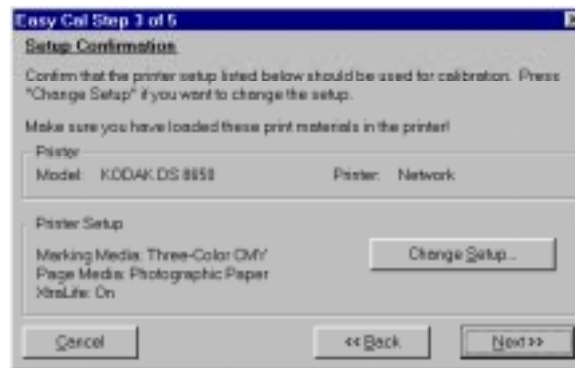 Easy Cal Step 3 of 5
Setup Confirmation
Confirm that the printer setup listed below should be used for calibration. Press
"Change Setup" if you want to change the setup.
Make sure you have loaded these print materials in the printer!
Printer
Model: KODAK DS 8650 Printer: Network
Printer Setup
Marking Media: Three-Color CMY
Page Media: Photographic Paper
XtraLife: On
Change Setup...
Cancel
<< Back
Next >>